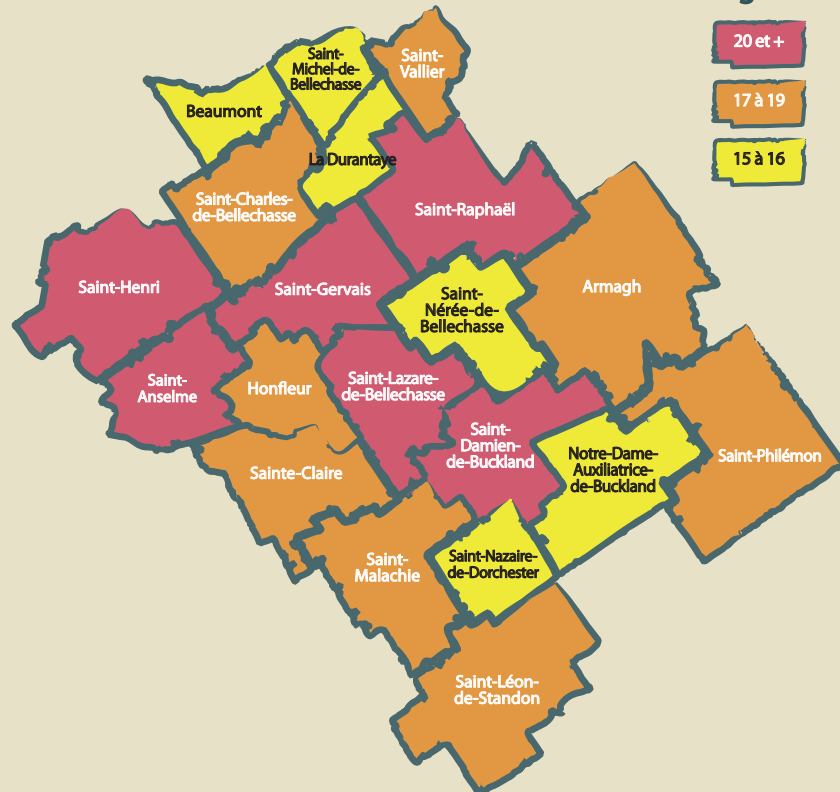 20 et +
17 à 19
15 à 16
Saint-
Michel-de-
Bellechasse
Saint-
Vallier
Beaumont
La Durantaye
Saint-Charles-
de-Bellechasse
Saint-Raphaël
Saint-Henri
Saint-Gervais
Armagh
Saint-
Nérée-de-
Bellechasse
Saint-
Anselme
Honfleur
Saint-Lazare-
de-Bellechasse
Saint-
Damien-
de-Buckland
Notre-Dame-
Auxiliatrice-
de-Buckland
Saint-Philémon
Sainte-Claire
Saint-
Malachie
Saint-Nazaire-
de-Dorchester
Saint-Léon-
de-Standon